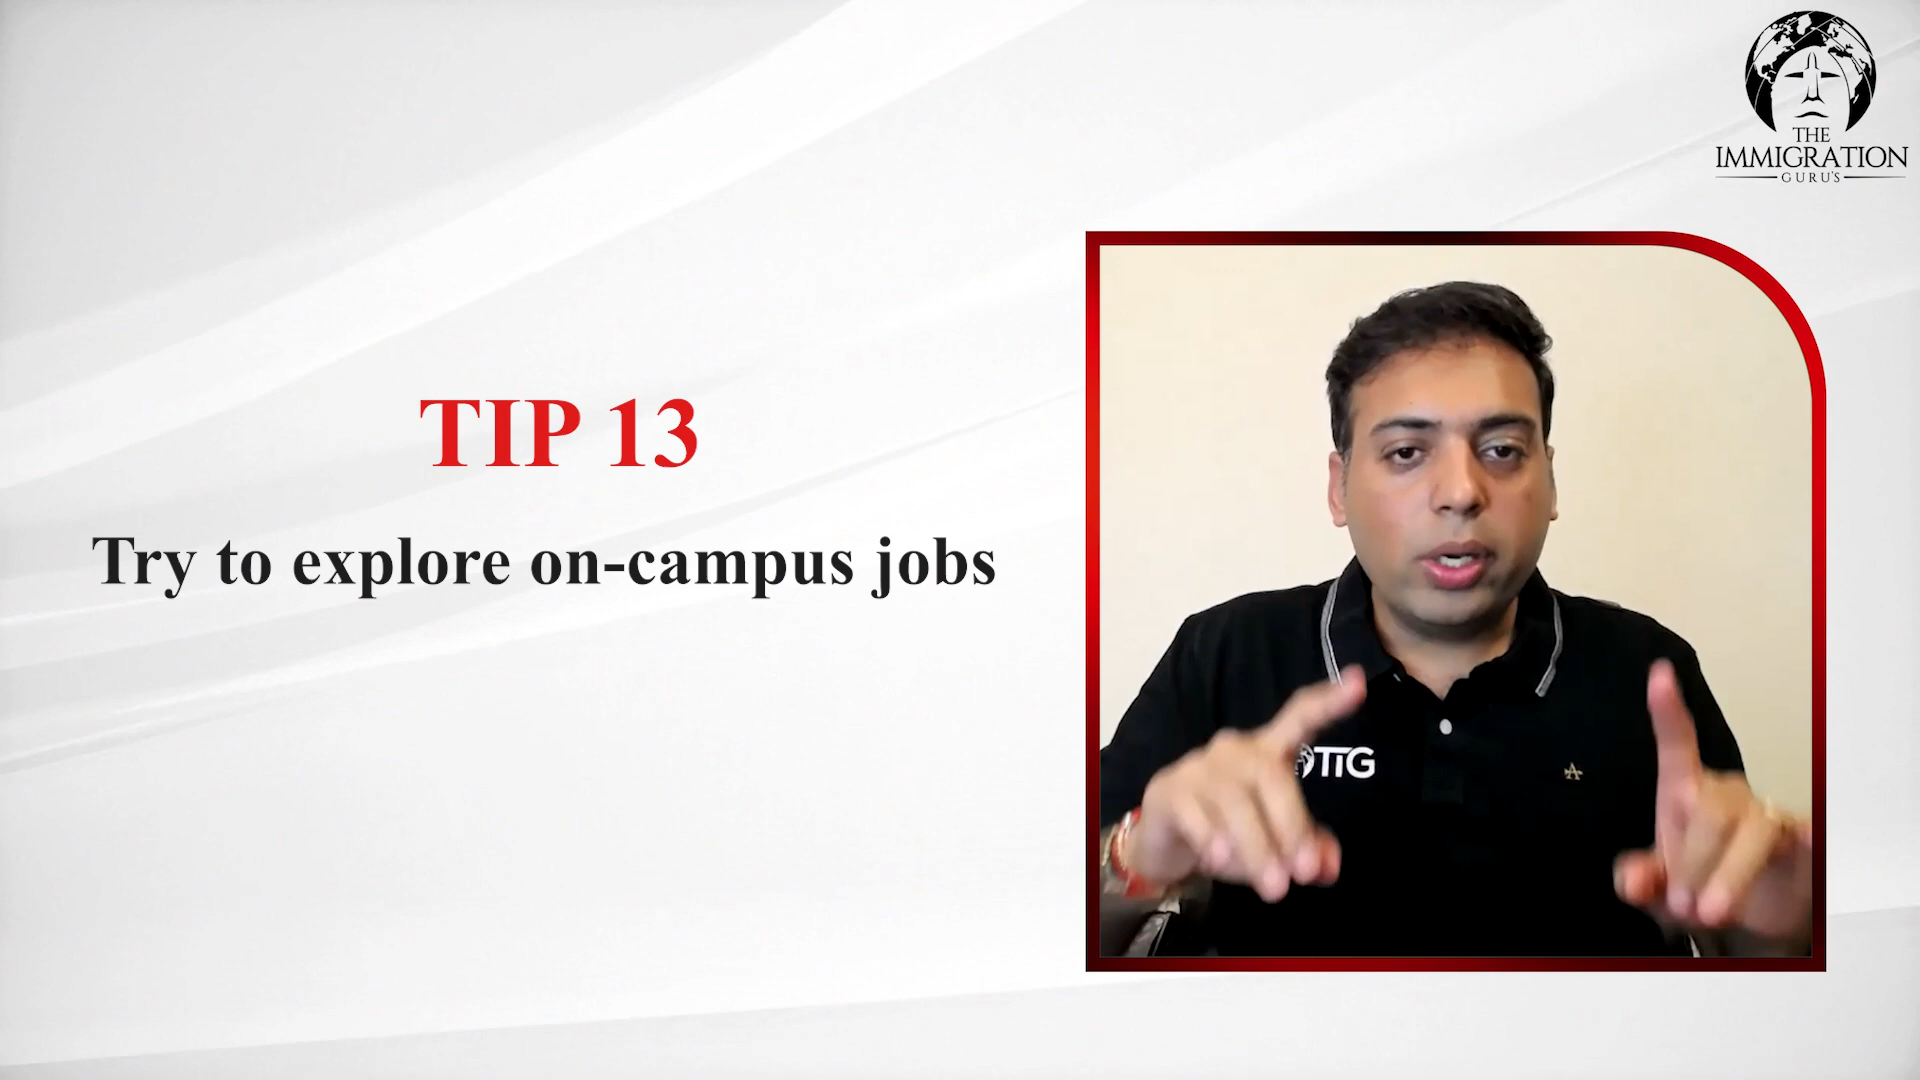 THE
IMMIGRATION
GURU'S
TIP 13
Try to explore on-campus jobs
TIG